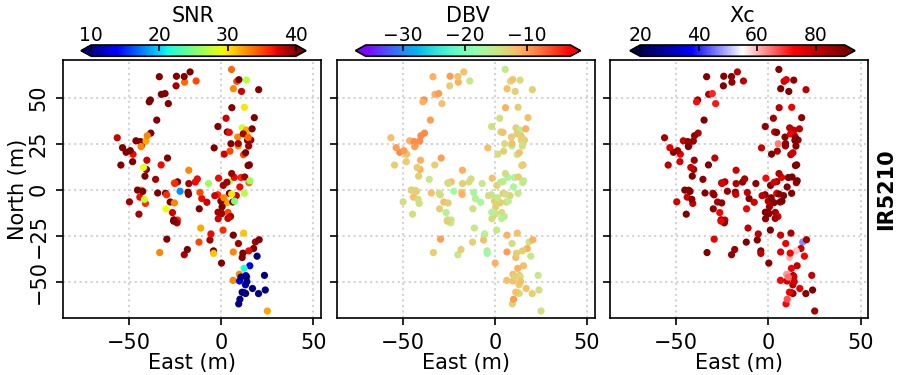 SNR
DBV
Xc
10 20 30 40
−30 −20 −10
20 40 60 80
North (m)
50
25
0
−25
−50
−50 0 50
−50 0 50
−50 0 50
East (m)
East (m)
East (m)
IR5210